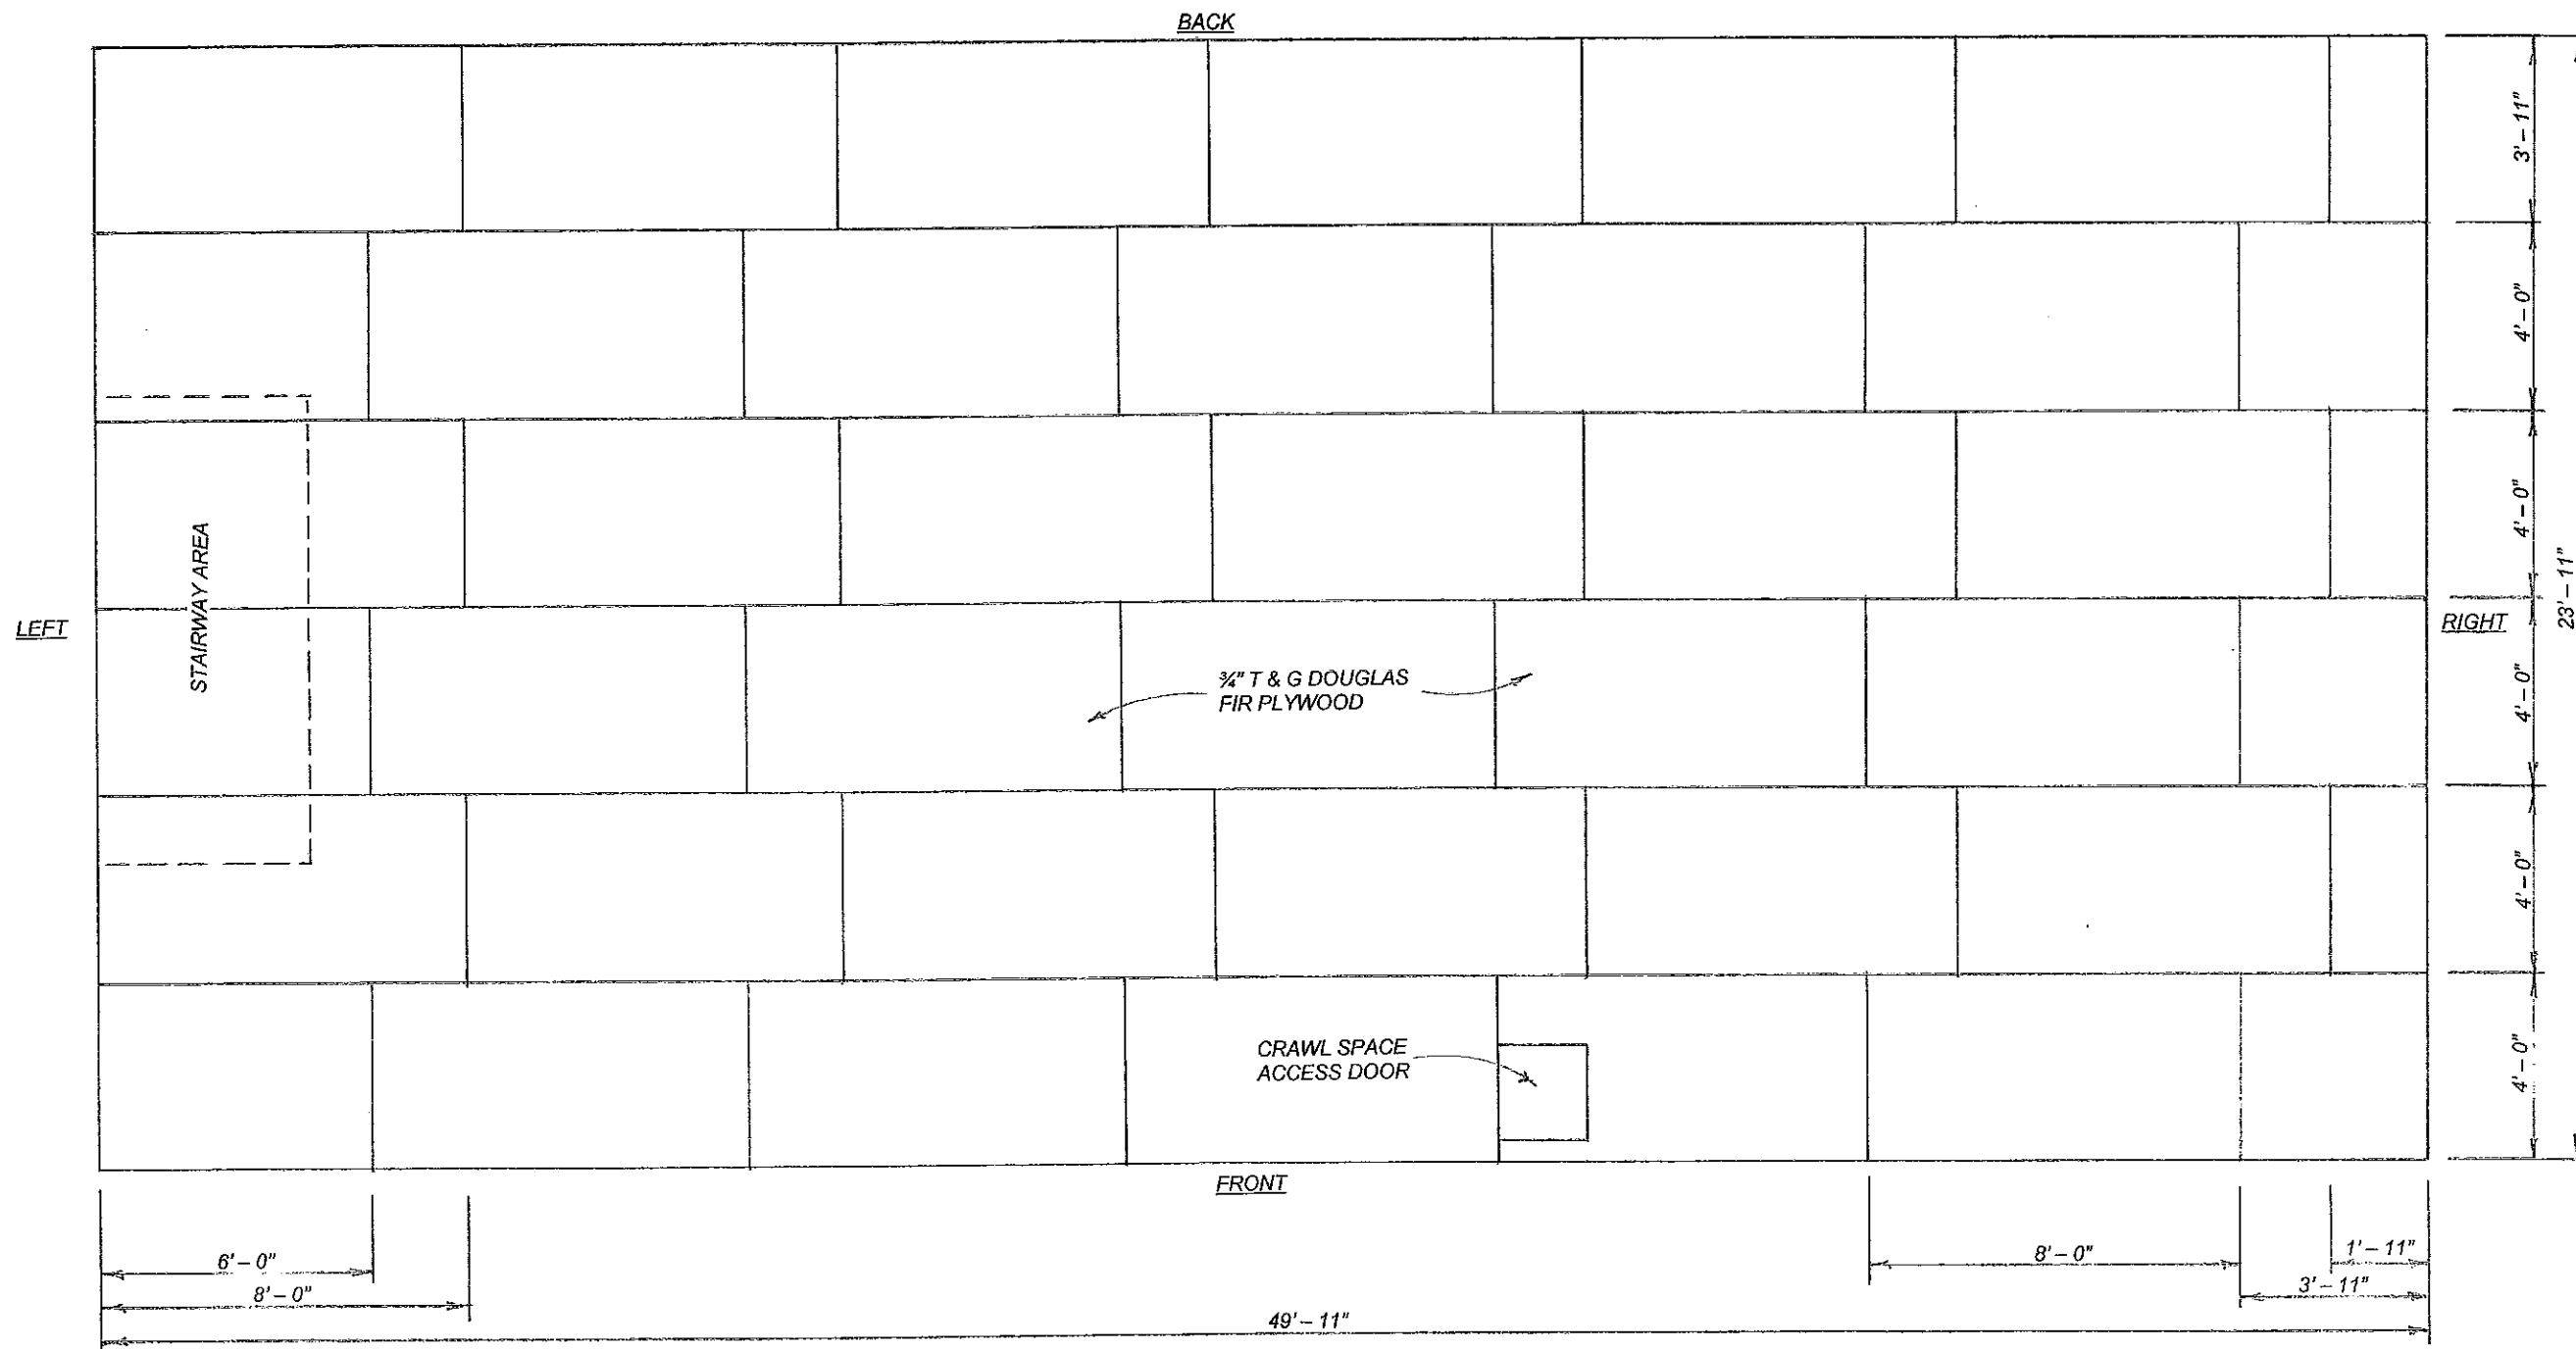 BACK
3' – 11"
4' – 0"
4' – 0"
STAIRWAY AREA
23' – 11"
LEFT
RIGHT
¾" T & G DOUGLAS
FIR PLYWOOD
4' – 0"
4' – 0"
CRAWL SPACE
ACCESS DOOR
4' – 0"
FRONT
6' – 0"
8' – 0"
1' – 11"
8' – 0"
3' – 11"
49' – 11"